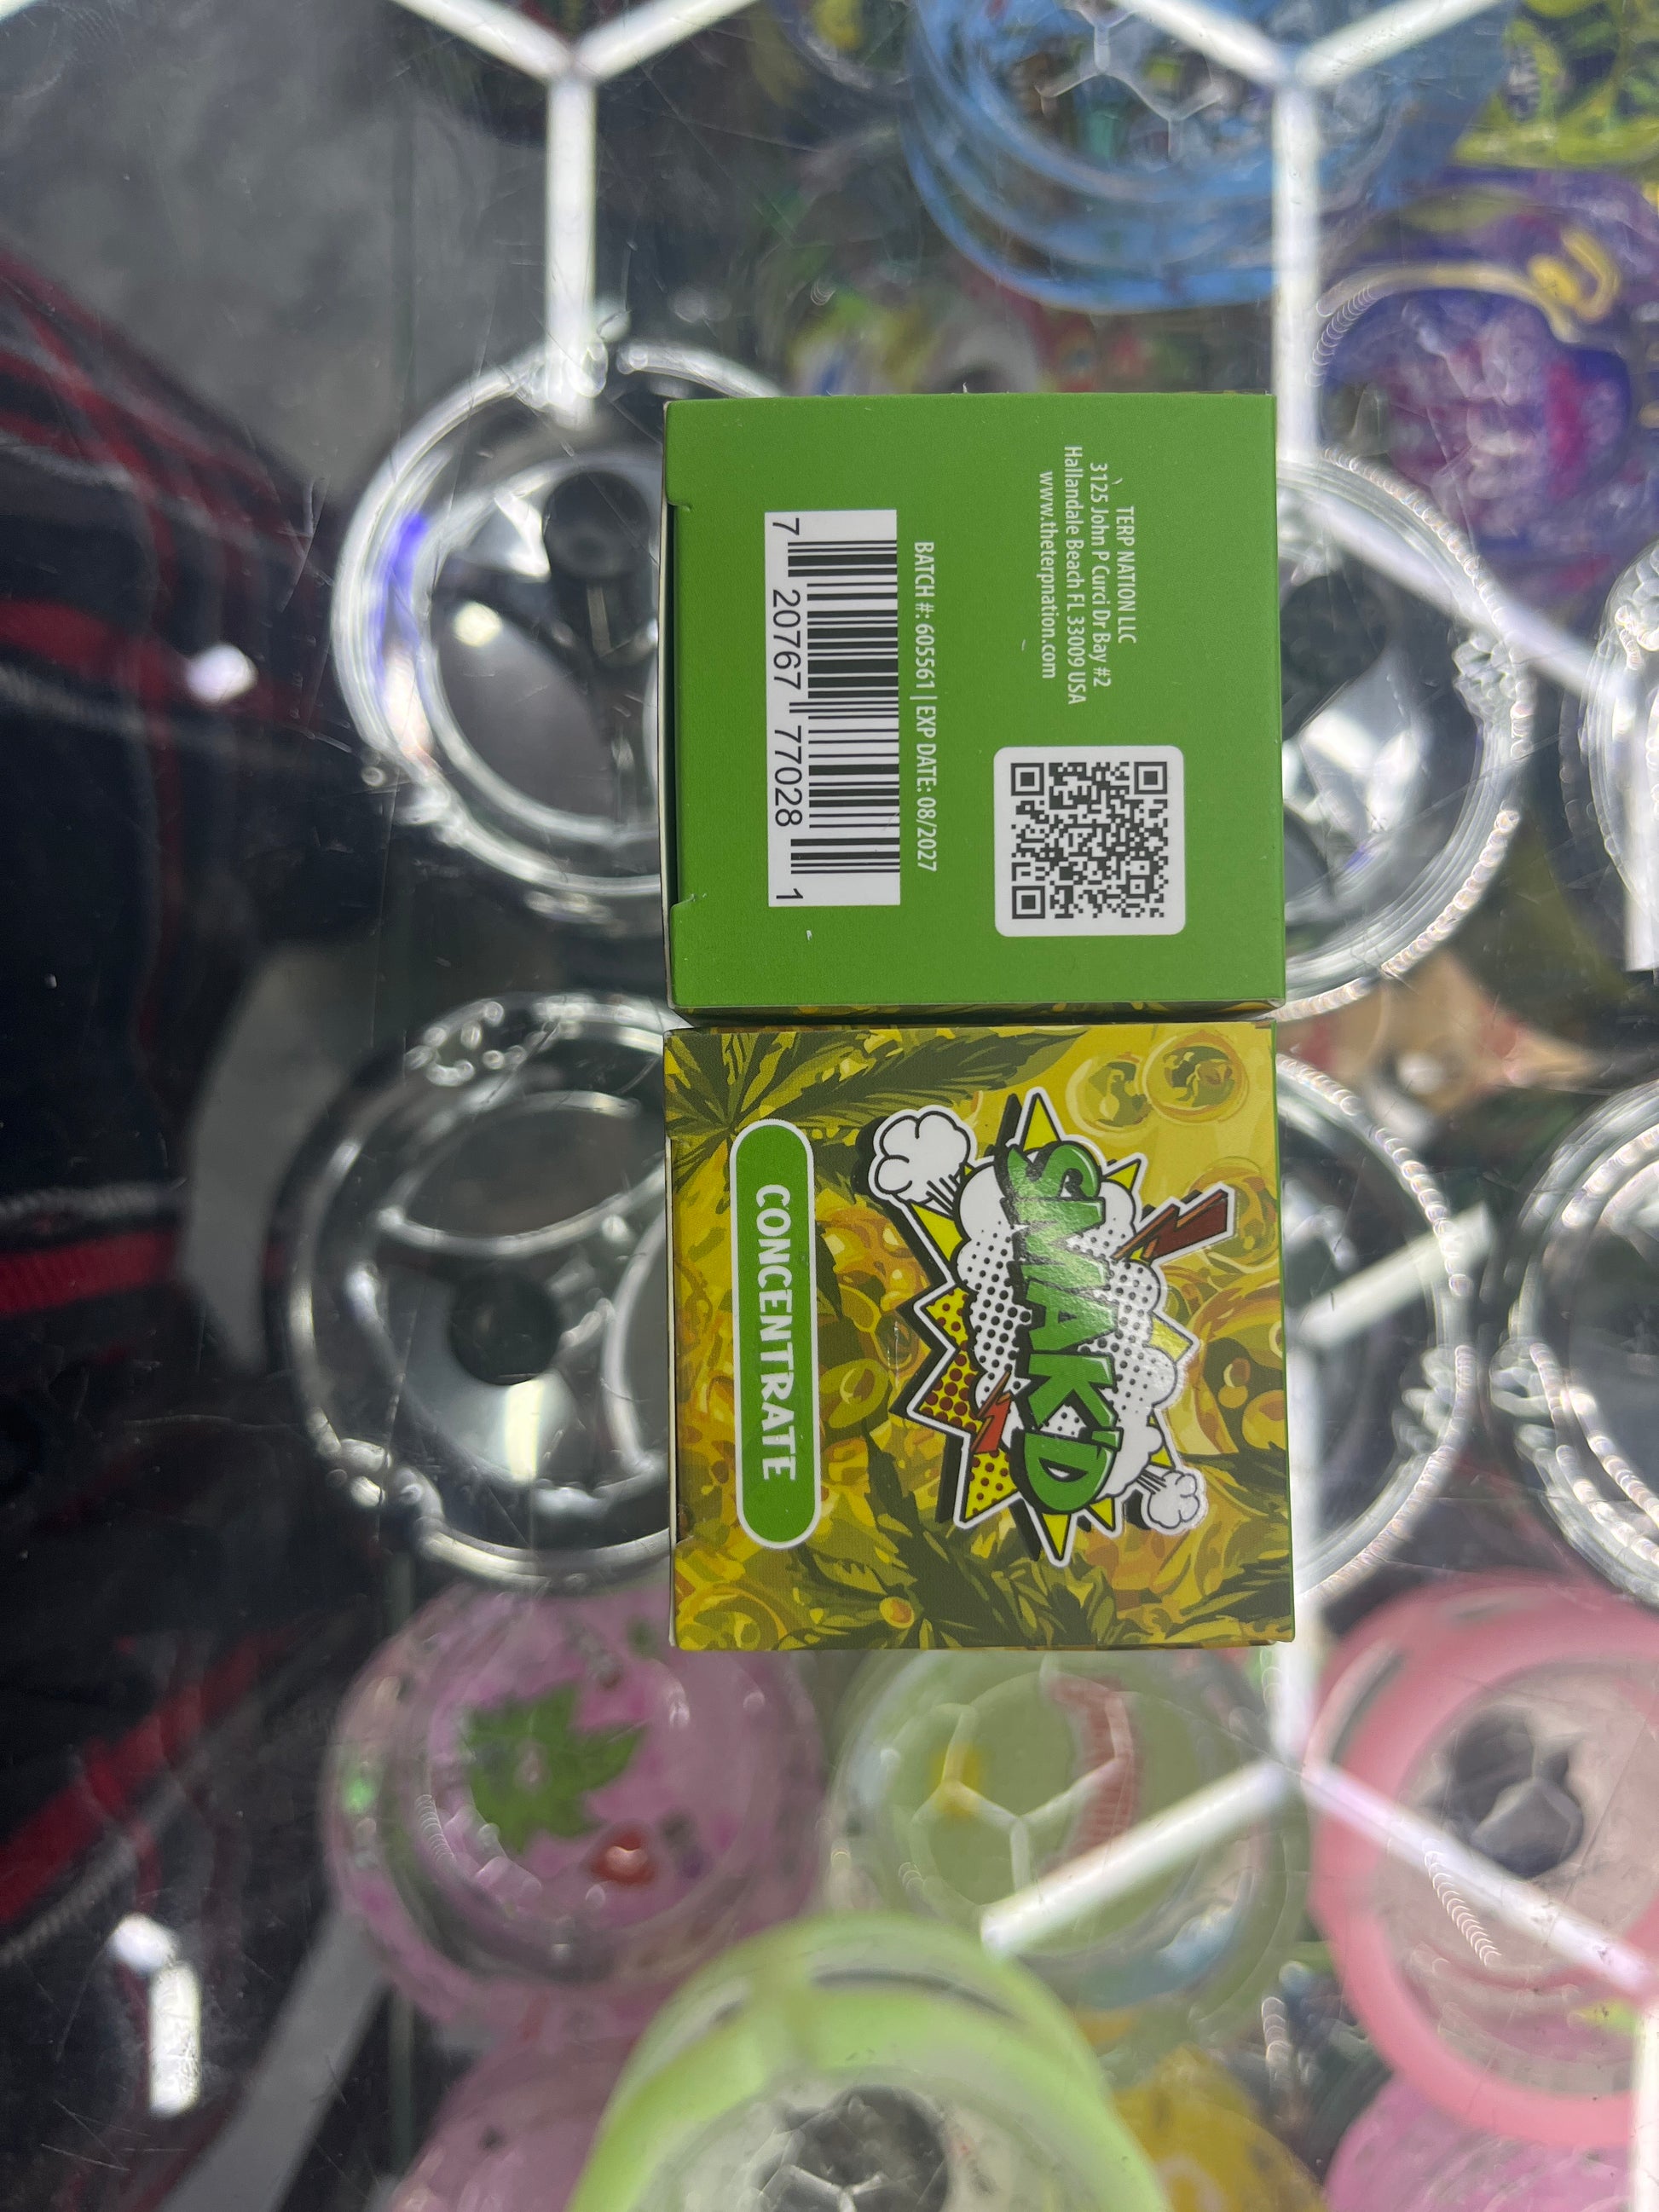 TERP NATION LLC
3125 John P Curci Dr Bay #2
Hallandale Beach FL 33009 USA
www.theterpnation.com
BATCH #: 605561 | EXP DATE: 08/2027
7 20767 77028 1
SMAK'D
CONCENTRATE